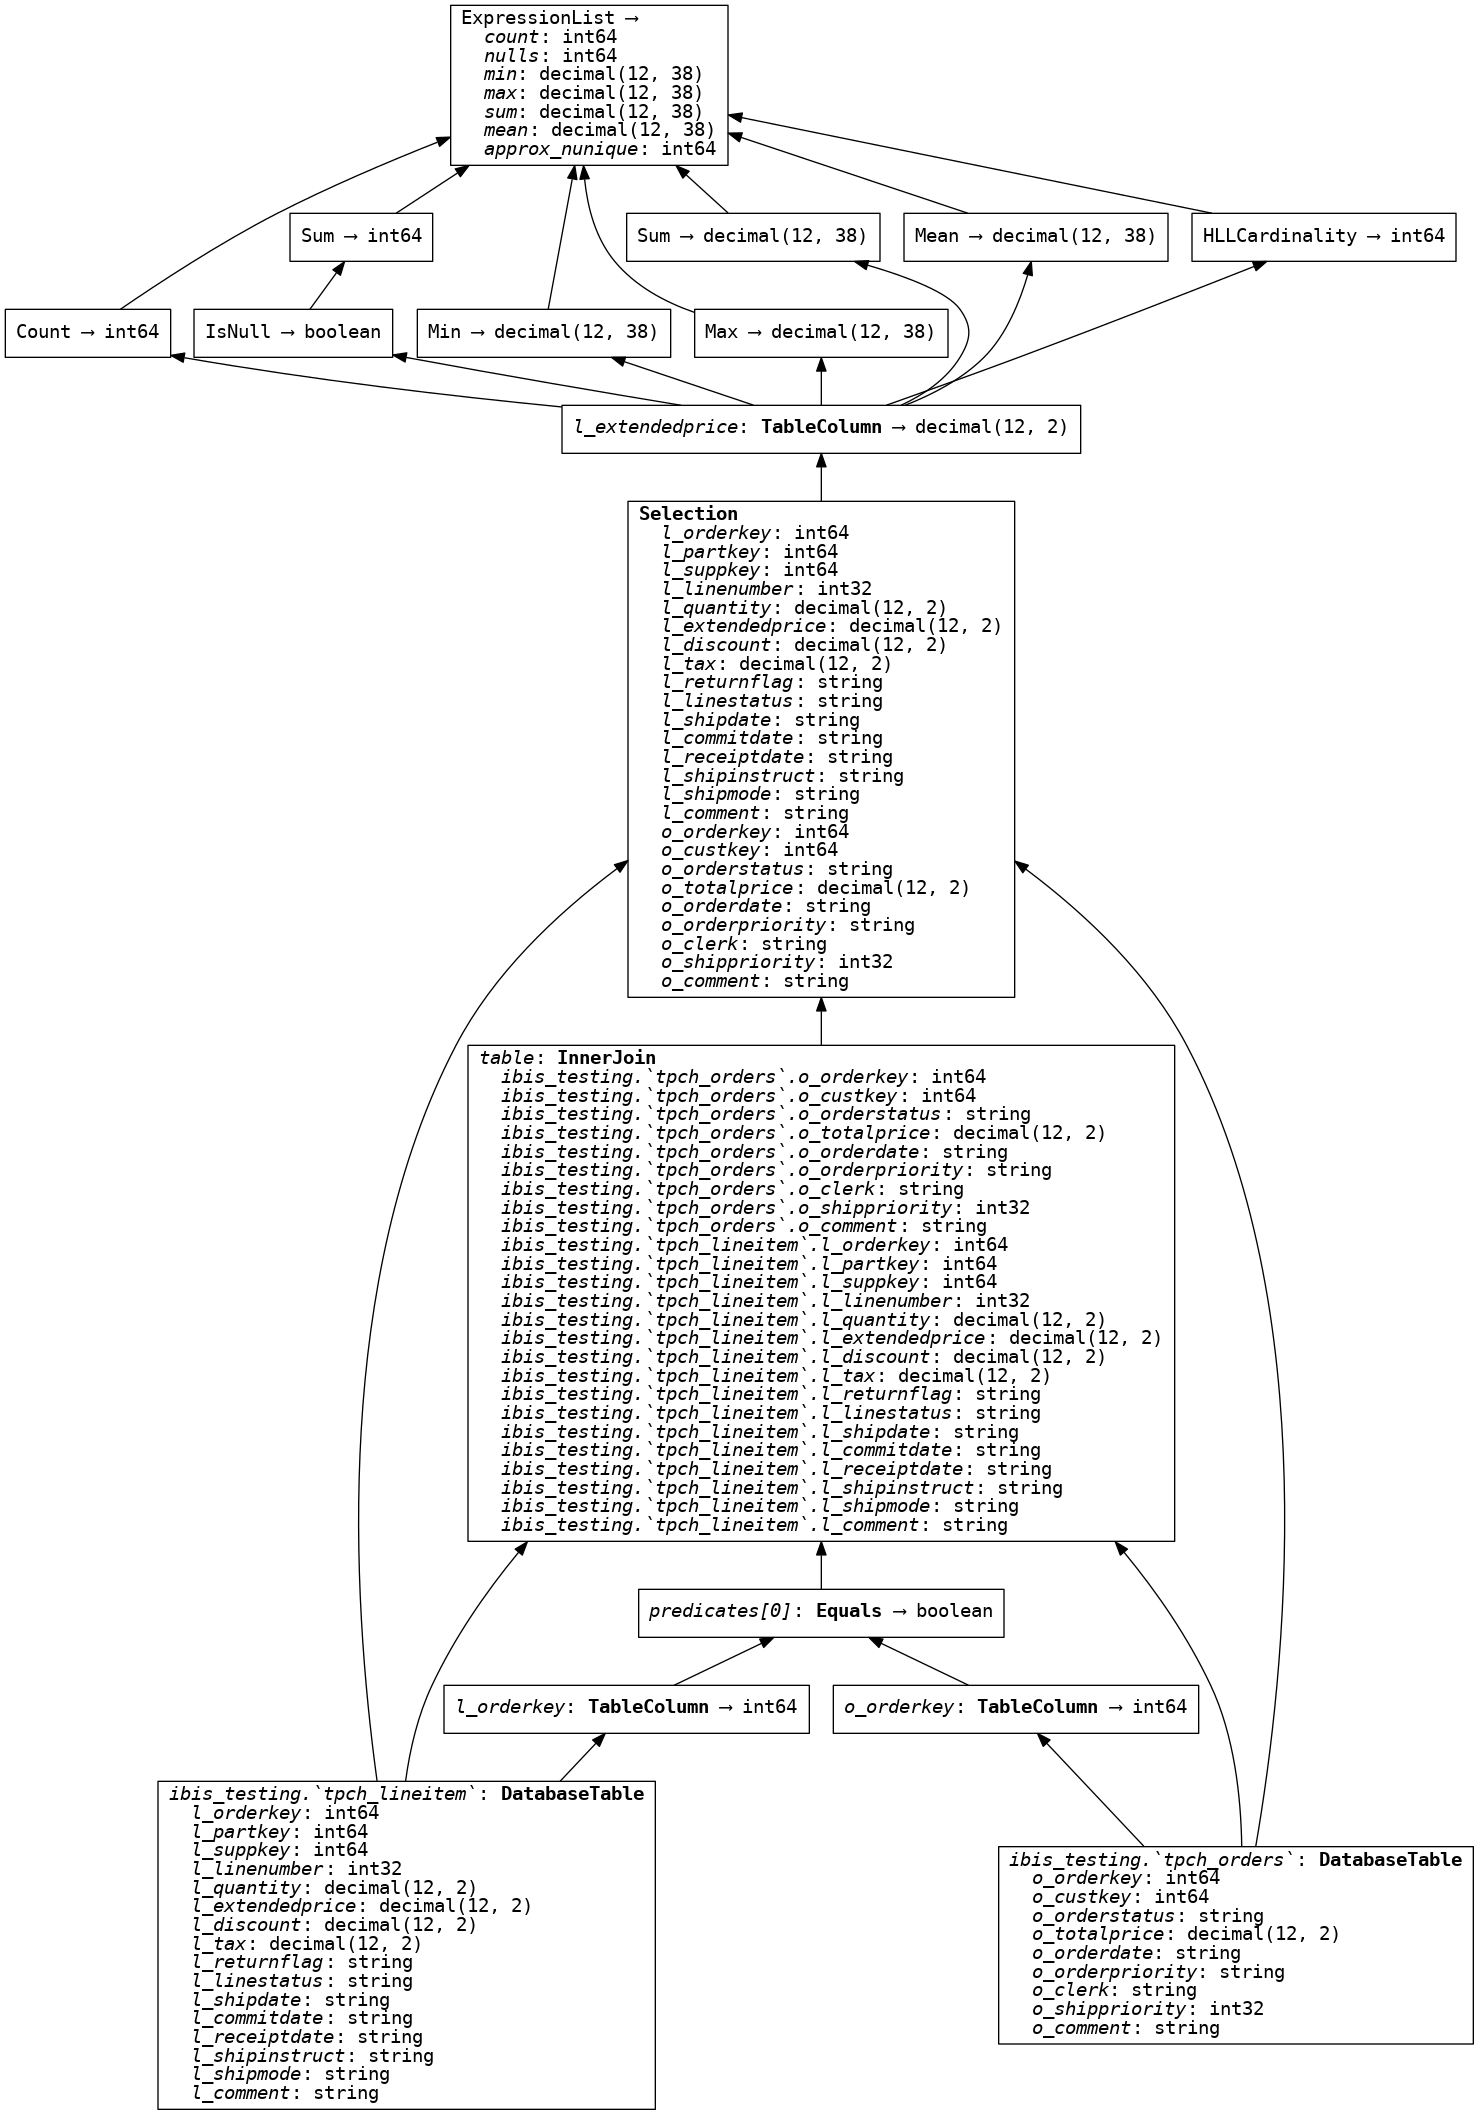 ExpressionList →
count: int64
nulls: int64
min: decimal(12, 38)
max: decimal(12, 38)
sum: decimal(12, 38)
mean: decimal(12, 38)
approx_nunique: int64
Sum → int64
Sum → decimal(12, 38)
Mean → decimal(12, 38)
HLLCardinality → int64
Count → int64
IsNull → boolean
Min → decimal(12, 38)
Max → decimal(12, 38)
l_extendedprice: TableColumn → decimal(12, 2)
Selection
l_orderkey: int64
l_partkey: int64
l_suppkey: int64
l_linenumber: int32
l_quantity: decimal(12, 2)
l_extendedprice: decimal(12, 2)
l_discount: decimal(12, 2)
l_tax: decimal(12, 2)
l_returnflag: string
l_linestatus: string
l_shipdate: string
l_commitdate: string
l_receiptdate: string
l_shipinstruct: string
l_shipmode: string
l_comment: string
o_orderkey: int64
o_custkey: int64
o_orderstatus: string
o_totalprice: decimal(12, 2)
o_orderdate: string
o_orderpriority: string
o_clerk: string
o_shippriority: int32
o_comment: string
table: InnerJoin
ibis_testing.`tpch_orders`.o_orderkey: int64
ibis_testing.`tpch_orders`.o_custkey: int64
ibis_testing.`tpch_orders`.o_orderstatus: string
ibis_testing.`tpch_orders`.o_totalprice: decimal(12, 2)
ibis_testing.`tpch_orders`.o_orderdate: string
ibis_testing.`tpch_orders`.o_orderpriority: string
ibis_testing.`tpch_orders`.o_clerk: string
ibis_testing.`tpch_orders`.o_shippriority: int32
ibis_testing.`tpch_orders`.o_comment: string
ibis_testing.`tpch_lineitem`.l_orderkey: int64
ibis_testing.`tpch_lineitem`.l_partkey: int64
ibis_testing.`tpch_lineitem`.l_suppkey: int64
ibis_testing.`tpch_lineitem`.l_linenumber: int32
ibis_testing.`tpch_lineitem`.l_quantity: decimal(12, 2)
ibis_testing.`tpch_lineitem`.l_extendedprice: decimal(12, 2)
ibis_testing.`tpch_lineitem`.l_discount: decimal(12, 2)
ibis_testing.`tpch_lineitem`.l_tax: decimal(12, 2)
ibis_testing.`tpch_lineitem`.l_returnflag: string
ibis_testing.`tpch_lineitem`.l_linestatus: string
ibis_testing.`tpch_lineitem`.l_shipdate: string
ibis_testing.`tpch_lineitem`.l_commitdate: string
ibis_testing.`tpch_lineitem`.l_receiptdate: string
ibis_testing.`tpch_lineitem`.l_shipinstruct: string
ibis_testing.`tpch_lineitem`.l_shipmode: string
ibis_testing.`tpch_lineitem`.l_comment: string
predicates[0]: Equals → boolean
l_orderkey: TableColumn → int64
o_orderkey: TableColumn → int64
ibis_testing.`tpch_lineitem`: DatabaseTable
l_orderkey: int64
l_partkey: int64
l_suppkey: int64
l_linenumber: int32
l_quantity: decimal(12, 2)
l_extendedprice: decimal(12, 2)
l_discount: decimal(12, 2)
l_tax: decimal(12, 2)
l_returnflag: string
l_linestatus: string
l_shipdate: string
l_commitdate: string
l_receiptdate: string
l_shipinstruct: string
l_shipmode: string
l_comment: string
ibis_testing.`tpch_orders`: DatabaseTable
o_orderkey: int64
o_custkey: int64
o_orderstatus: string
o_totalprice: decimal(12, 2)
o_orderdate: string
o_orderpriority: string
o_clerk: string
o_shippriority: int32
o_comment: string